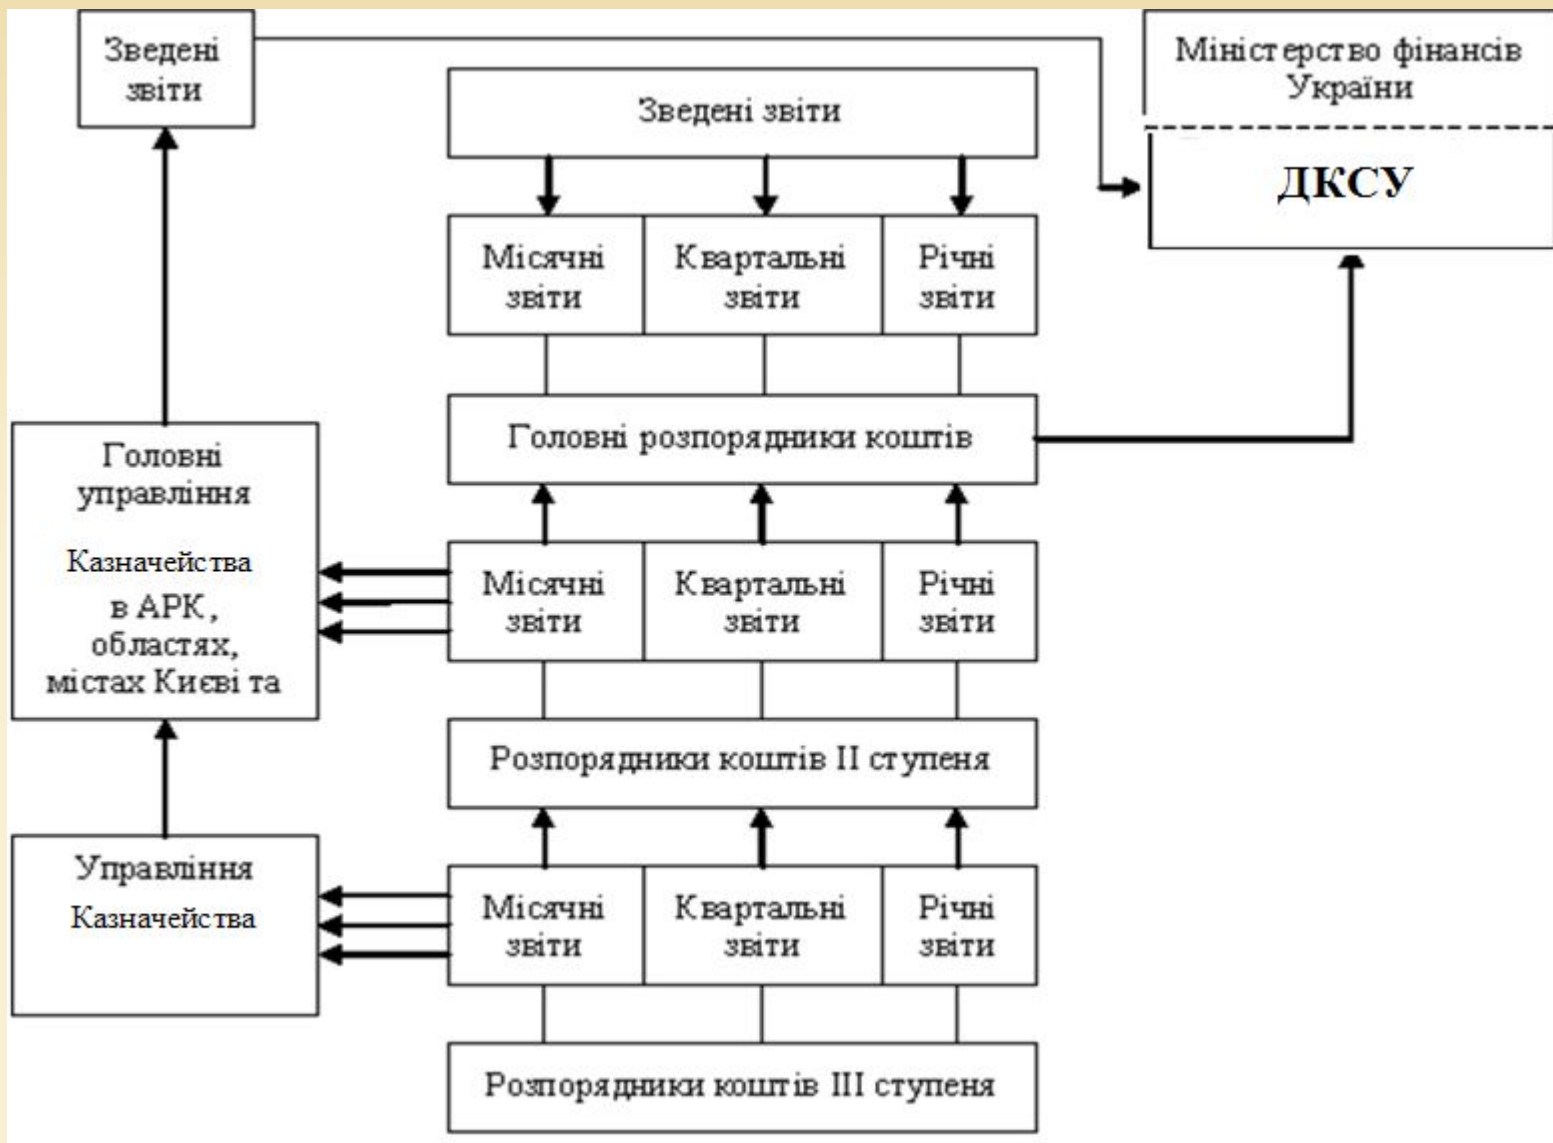 Зведені
звіти
Міністерство фінансів
України
ДКСУ
Зведені звіти
Місячні
звіти
Квартальні
звіти
Річні
звіти
Головні розпорядники коштів
Головні
управління
Казначейства
в АРК,
областях,
містах Києві та
Місячні
звіти
Квартальні
звіти
Річні
звіти
Розпорядники коштів II ступеня
Управління
Казначейства
Місячні
звіти
Квартальні
звіти
Річні
звіти
Розпорядники коштів III ступеня